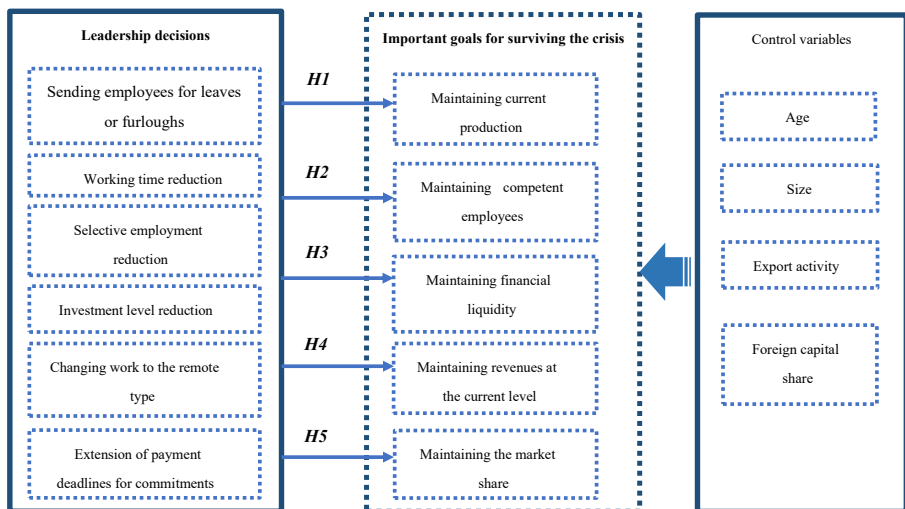 Leadership decisions
Sending employees for leaves
or furloughs
Working time reduction
Selective employment
reduction
Investment level reduction
Changing work to the remote
type
Extension of payment
deadlines for commitments
H1
H2
H3
H4
H5
Important goals for surviving the crisis
Maintaining current
production
Maintaining competent
employees
Maintaining financial
liquidity
Maintaining revenues at
the current level
Maintaining the market
share
Control variables
Age
Size
Export activity
Foreign capital
share